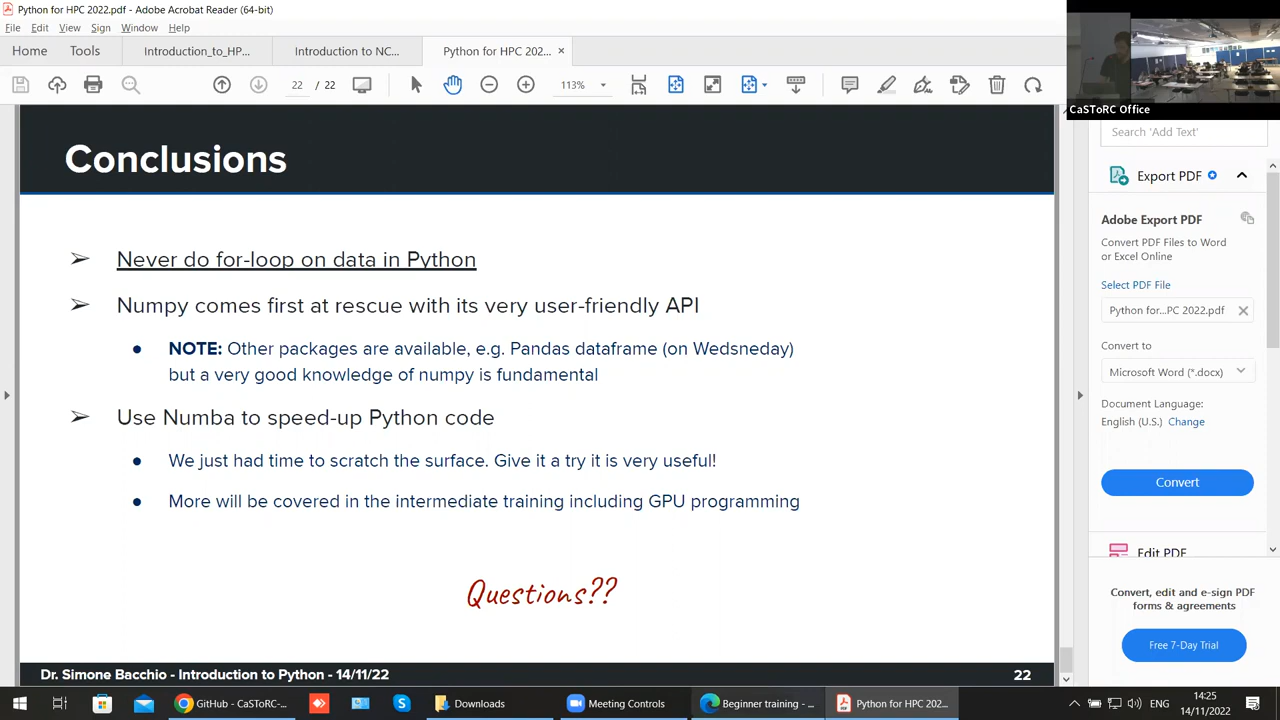 Python for HPC 2022.pdf - Adobe Acrobat Reader (64-bit)
File Edit View Sign Window Help
Home Tools Introduction_to_HP... Introduction to NC... Python for HPC 202... ×
22 / 22 113%
CaSToRC Office
Conclusions
➢ Never do for-loop on data in Python
➢ Numpy comes first at rescue with its very user-friendly API
● NOTE: Other packages are available, e.g. Pandas dataframe (on Wedsneday)
but a very good knowledge of numpy is fundamental
➢ Use Numba to speed-up Python code
● We just had time to scratch the surface. Give it a try it is very useful!
● More will be covered in the intermediate training including GPU programming
Questions??
Dr. Simone Bacchio - Introduction to Python - 14/11/22 22
Search 'Add Text'
Export PDF
Adobe Export PDF
Convert PDF Files to Word
or Excel Online
Select PDF File
Python for...PC 2022.pdf
Convert to
Microsoft Word (*.docx)
Document Language:
English (U.S.) Change
Convert
Edit PDF
Convert, edit and e-sign PDF
forms & agreements
Free 7-Day Trial
GitHub - CaSToRC-... Downloads Meeting Controls Beginner training - ... Python for HPC 202... ENG
14:25
14/11/2022